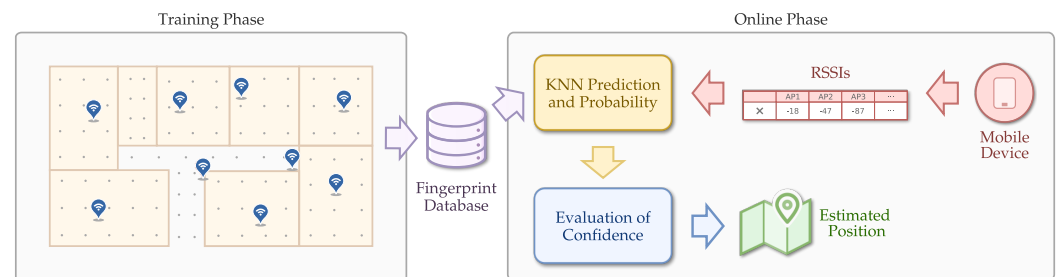 Training Phase
Online Phase
Fingerprint
Database
KNN Prediction
and Probability
RSSIs
AP1 AP2 AP3 ...
× -18 -47 -87 ...
Mobile
Device
Evaluation of
Confidence
Estimated
Position